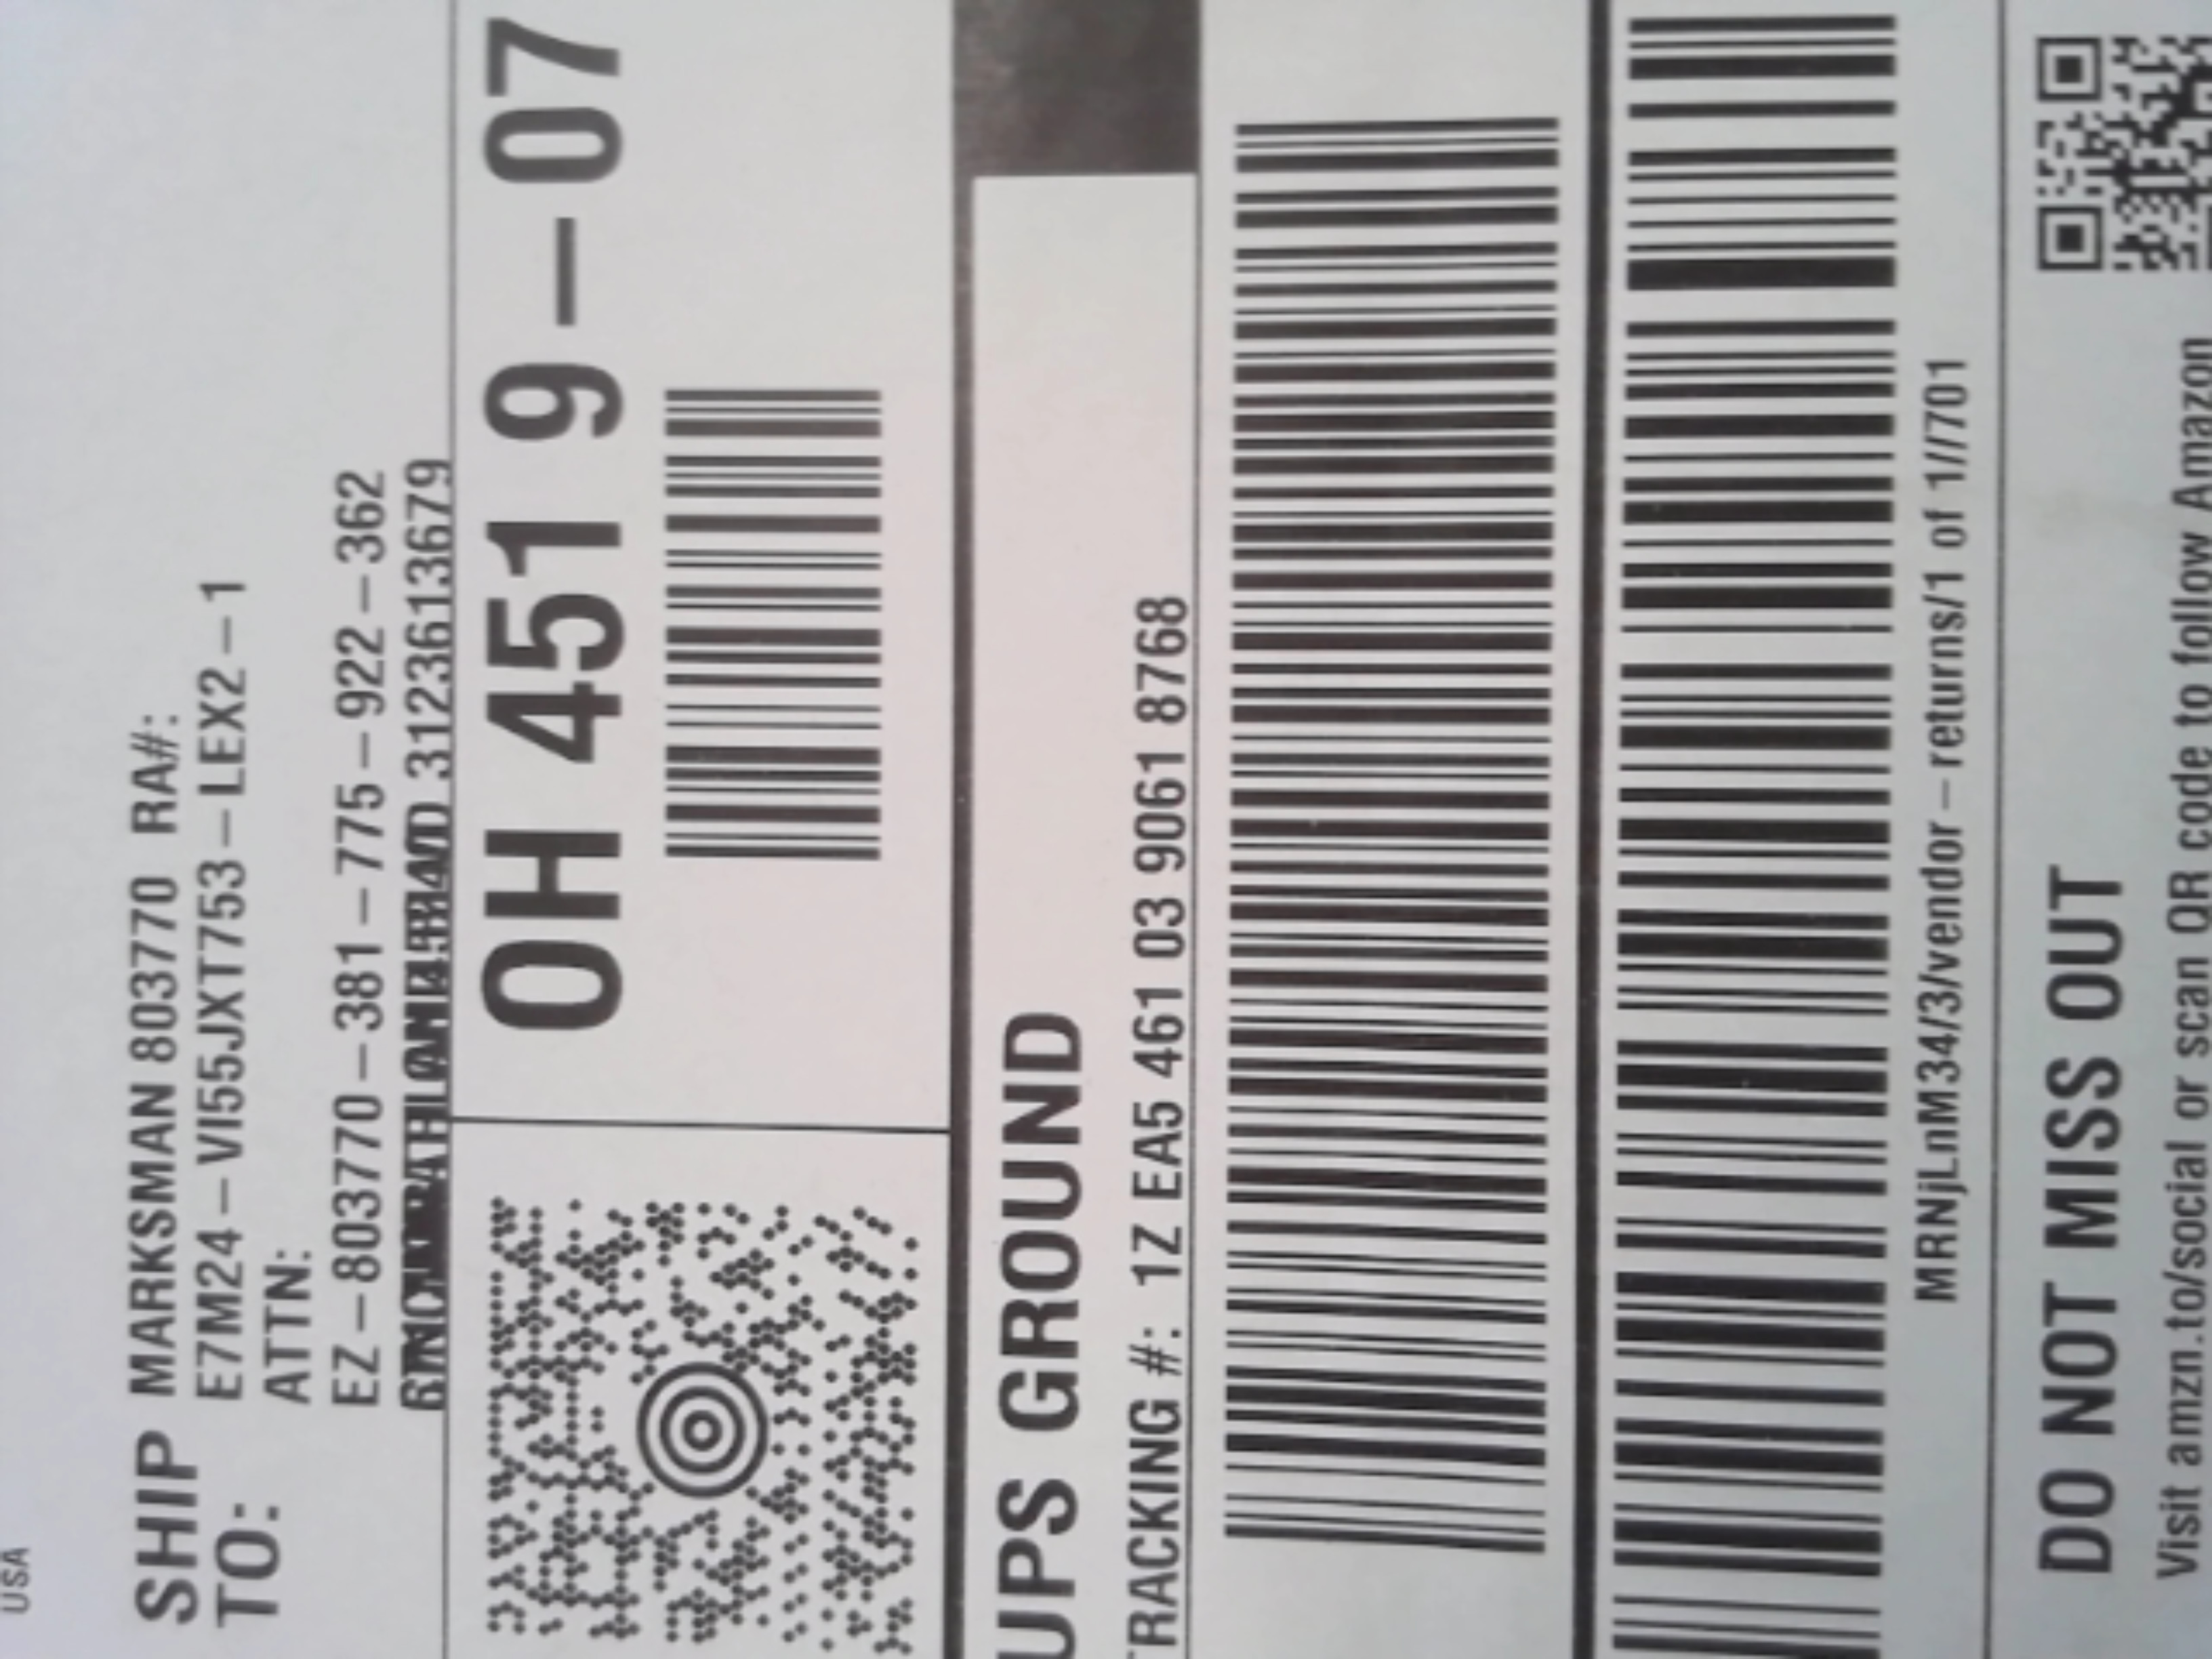 USA
SHIP TO:
MARKSMAN 803770 RA#:
E7M24-VI55JXT753-LEX2-1
ATTN:
EZ-803770-381-775-922-362
3123613679
OH 451 9-07
UPS GROUND
TRACKING #: 1Z EA5 461 03 9061 8768
MRNjLnM34/3/vendor-returns/1 of 1//701
DO NOT MISS OUT
Visit amzn.to/social or scan QR code to follow Amazon